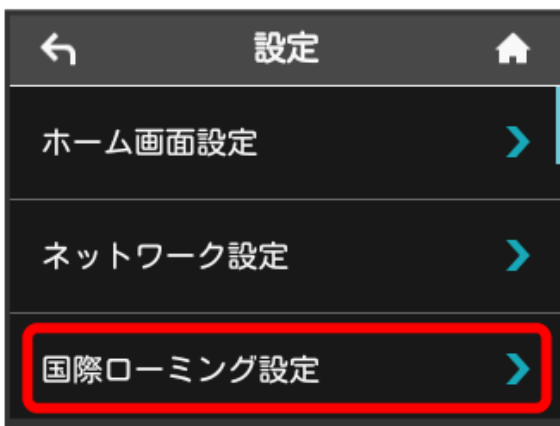 設定
ホーム画面設定
ネットワーク設定
国際ローミング設定